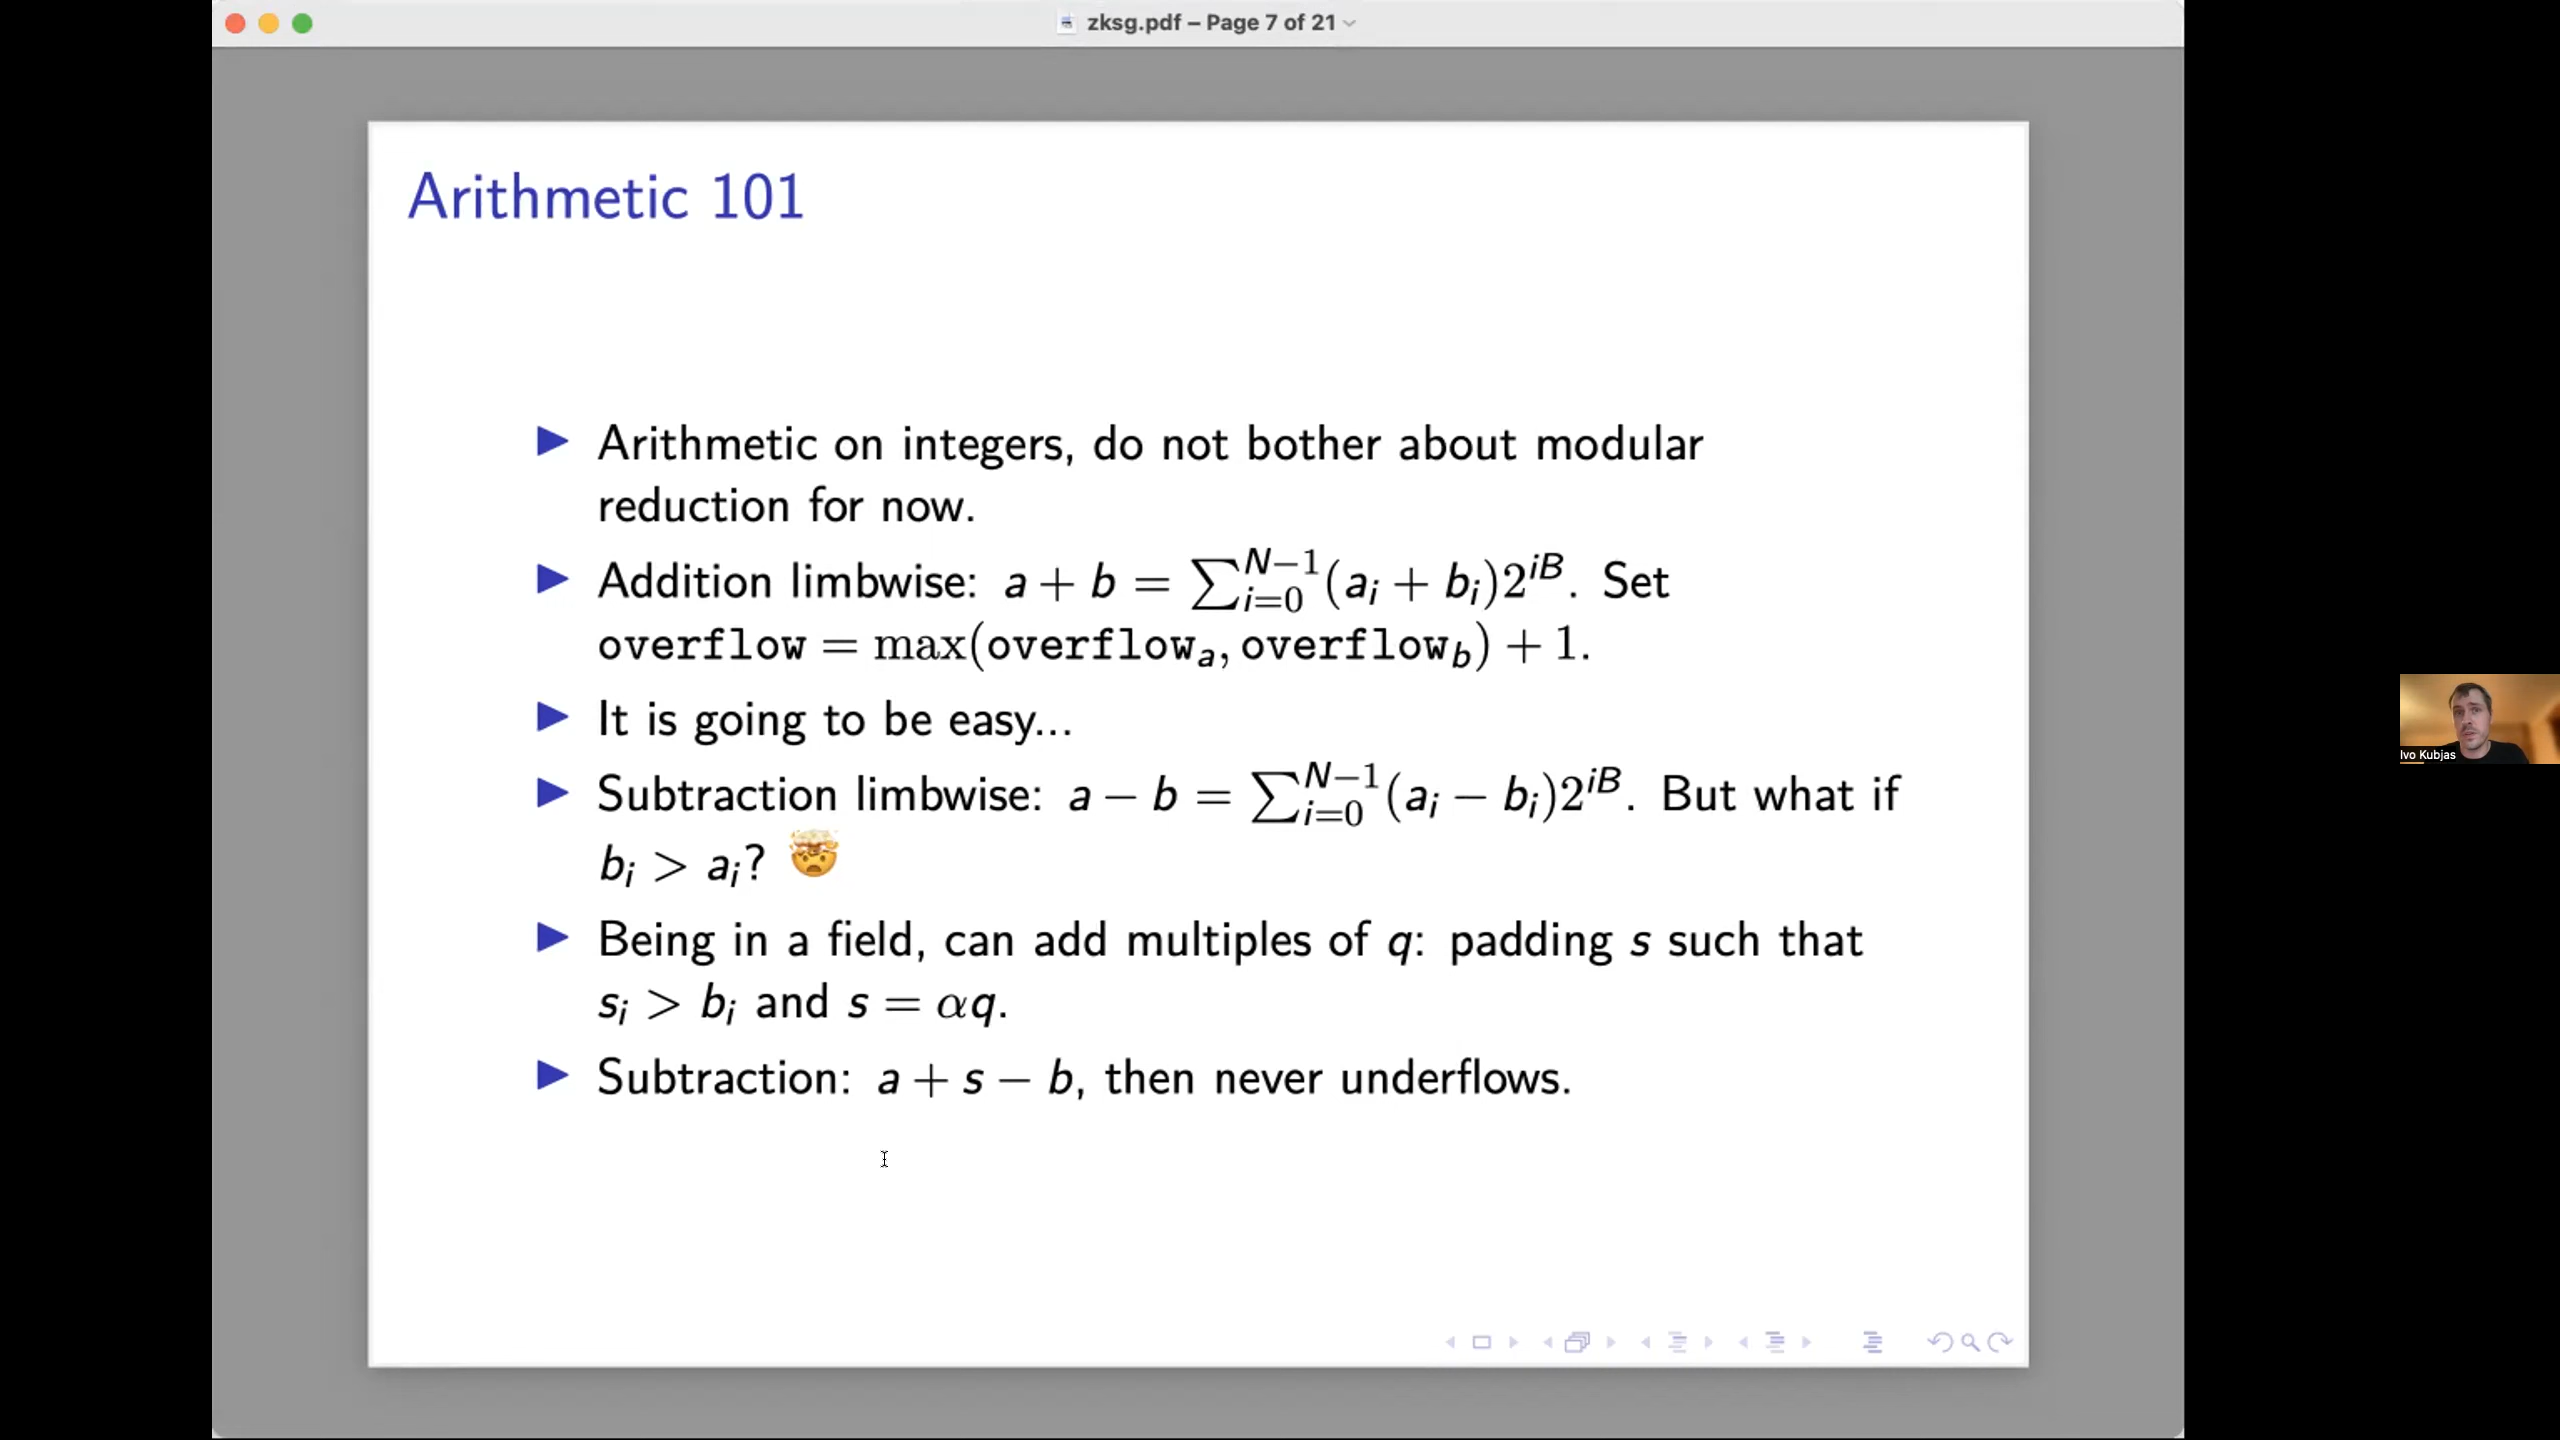 zksg.pdf – Page 7 of 21
Arithmetic 101
Arithmetic on integers, do not bother about modular
reduction for now.
Addition limbwise: a + b = ∑_{i=0}^{N−1}(a_i + b_i)2^{iB}. Set
overflow = max(overflow_a, overflow_b) + 1.
It is going to be easy...
Subtraction limbwise: a − b = ∑_{i=0}^{N−1}(a_i − b_i)2^{iB}. But what if
b_i > a_i? 🤯
Being in a field, can add multiples of q: padding s such that
s_i > b_i and s = αq.
Subtraction: a + s − b, then never underflows.
Ivo Kubjas